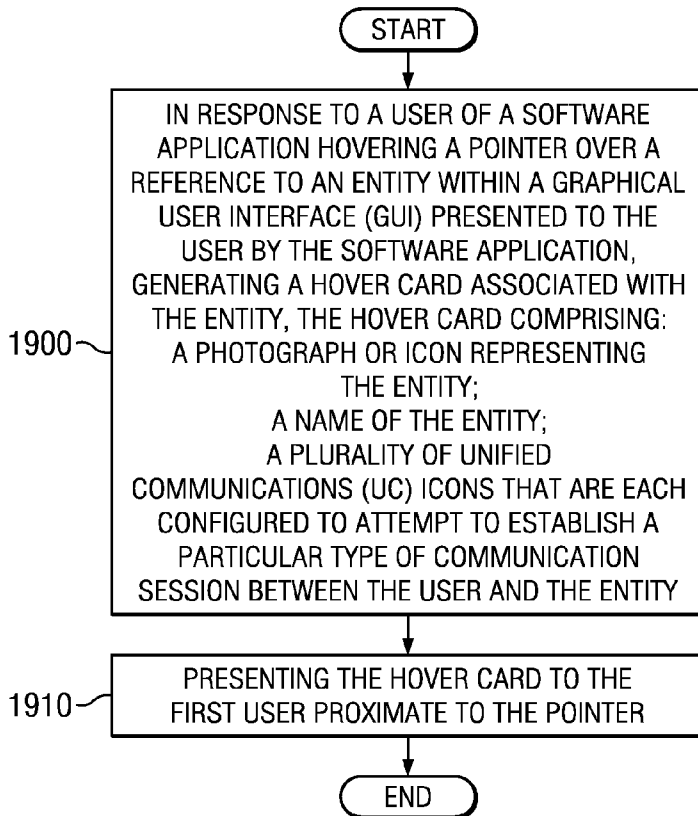 START
IN RESPONSE TO A USER OF A SOFTWARE
APPLICATION HOVERING A POINTER OVER A
REFERENCE TO AN ENTITY WITHIN A GRAPHICAL
USER INTERFACE (GUI) PRESENTED TO THE
USER BY THE SOFTWARE APPLICATION,
GENERATING A HOVER CARD ASSOCIATED WITH
THE ENTITY, THE HOVER CARD COMPRISING:
1900
A PHOTOGRAPH OR ICON REPRESENTING
THE ENTITY;
A NAME OF THE ENTITY;
A PLURALITY OF UNIFIED
COMMUNICATIONS (UC) ICONS THAT ARE EACH
CONFIGURED TO ATTEMPT TO ESTABLISH A
PARTICULAR TYPE OF COMMUNICATION
SESSION BETWEEN THE USER AND THE ENTITY
1910
PRESENTING THE HOVER CARD TO THE
FIRST USER PROXIMATE TO THE POINTER
END